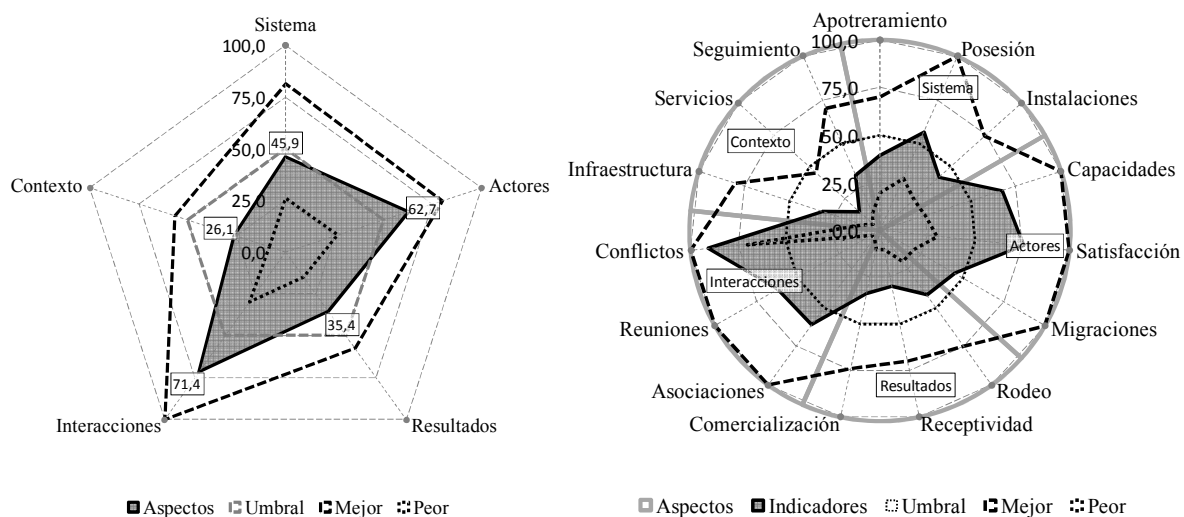 Sistema
100,0
75,0
50,0
25,0
0,0
45,9
Actores
62,7
Contexto
26,1
35,4
71,4
Interacciones
Resultados
Aspectos Umbral Mejor Peor
Apotreramiento
100,0
75,0
50,0
25,0
0,0
Seguimiento
Posesión
Sistema
Servicios
Instalaciones
Contexto
Infraestructura
Capacidades
Conflictos
Actores
Satisfacción
Interacciones
Reuniones
Migraciones
Asociaciones
Resultados
Rodeo
Comercialización
Receptividad
Aspectos Indicadores Umbral Mejor Peor